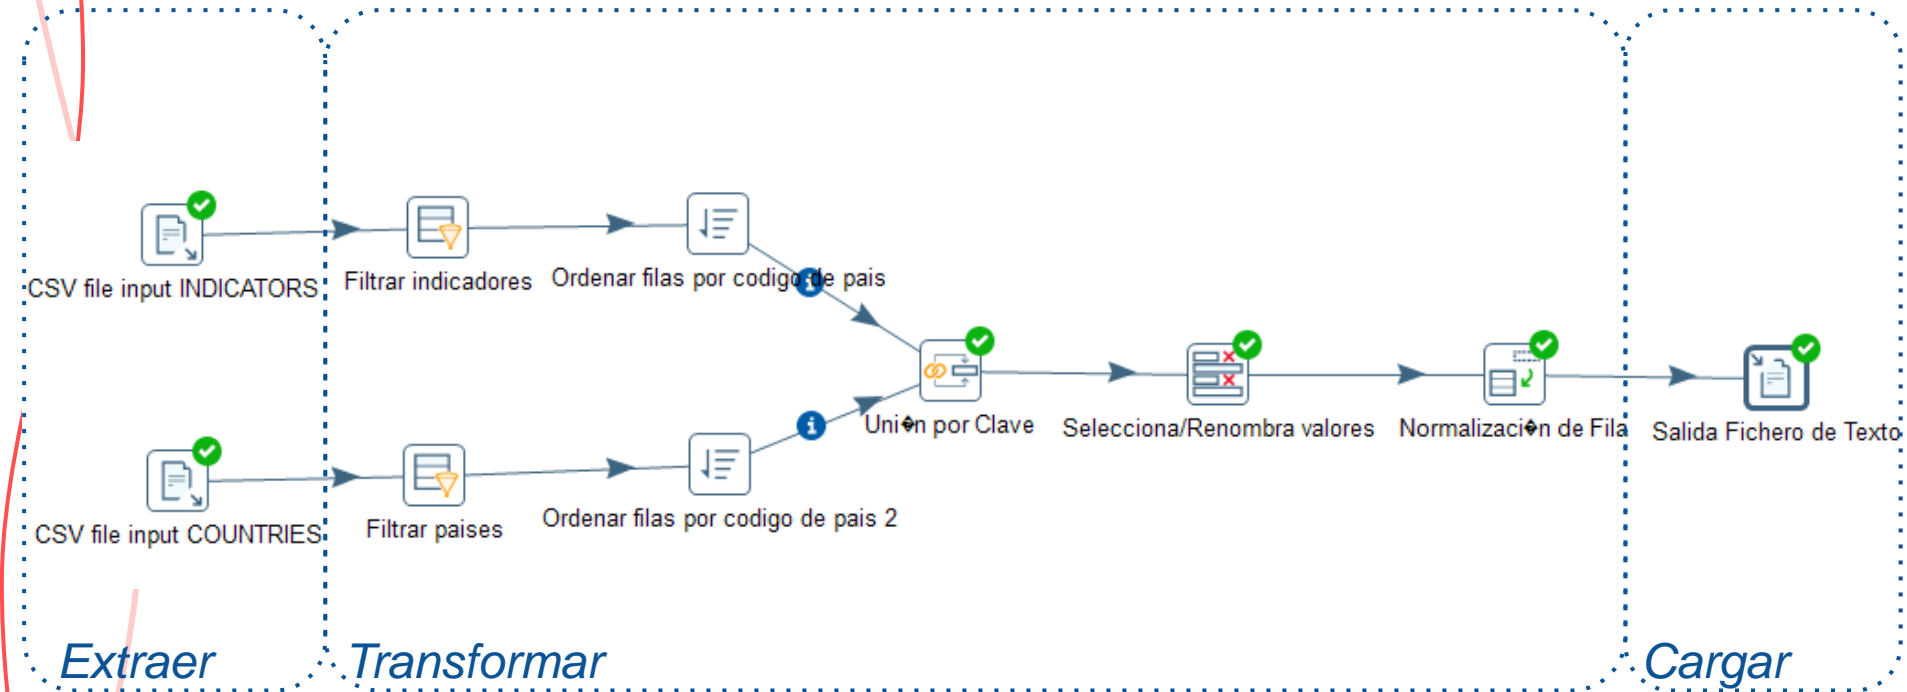 CSV file input INDICATORS
Filtrar indicadores
Ordenar filas por codigo de pais
Uni�n por Clave
Selecciona/Renombra valores
Normalizaci�n de Fila
Salida Fichero de Texto
CSV file input COUNTRIES
Filtrar paises
Ordenar filas por codigo de pais 2
Extraer
Transformar
Cargar